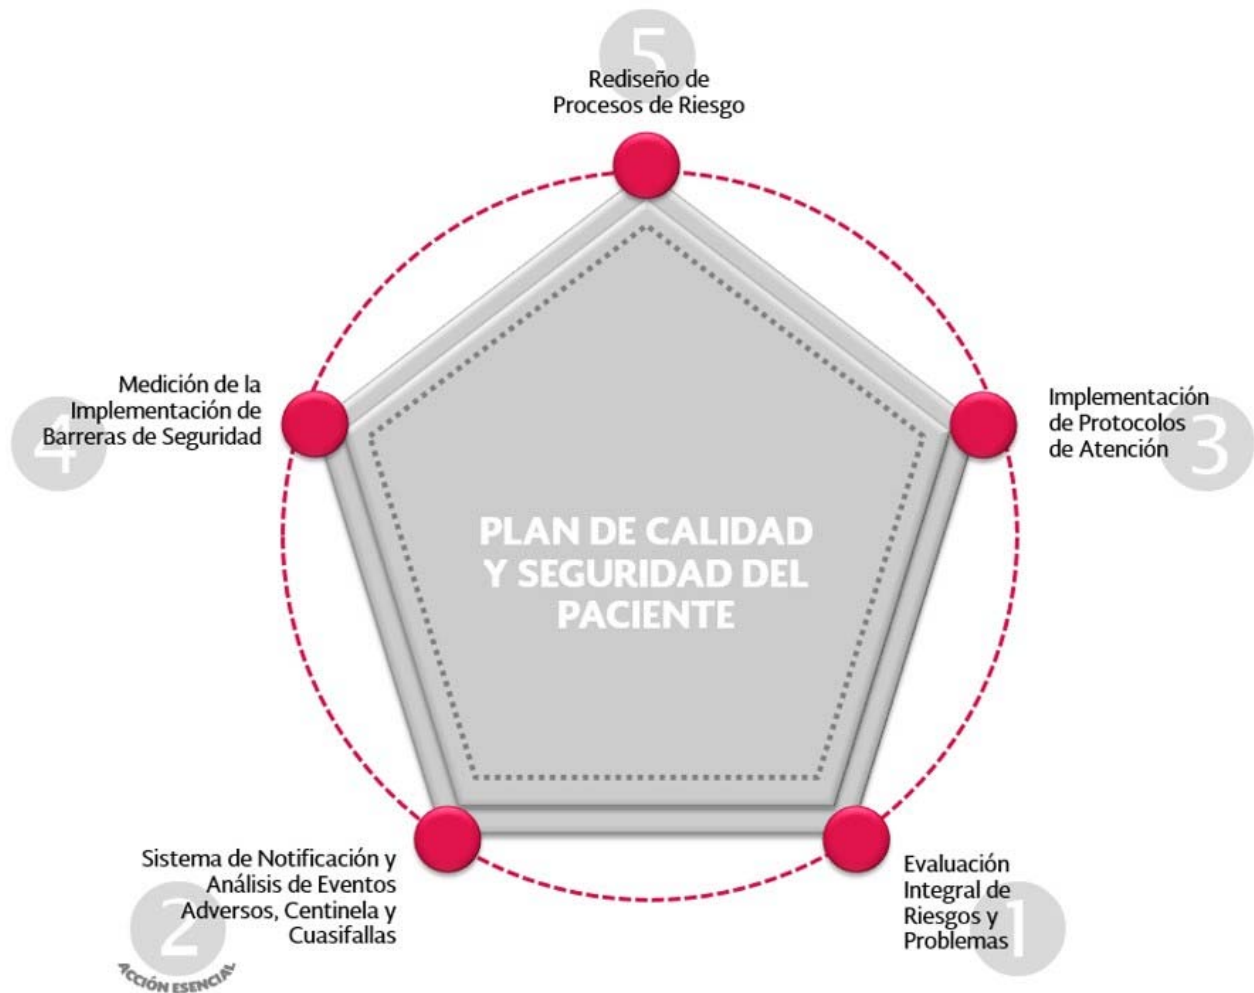 5
Rediseño de
Procesos de Riesgo
4
Medición de la
Implementación de
Barreras de Seguridad
3
Implementación
de Protocolos
de Atención
PLAN DE CALIDAD
Y SEGURIDAD DEL
PACIENTE
2
Sistema de Notificación y
Análisis de Eventos
Adversos, Centinela y
Cuasifallas
ACCIÓN ESENCIAL
1
Evaluación
Integral de
Riesgos y
Problemas